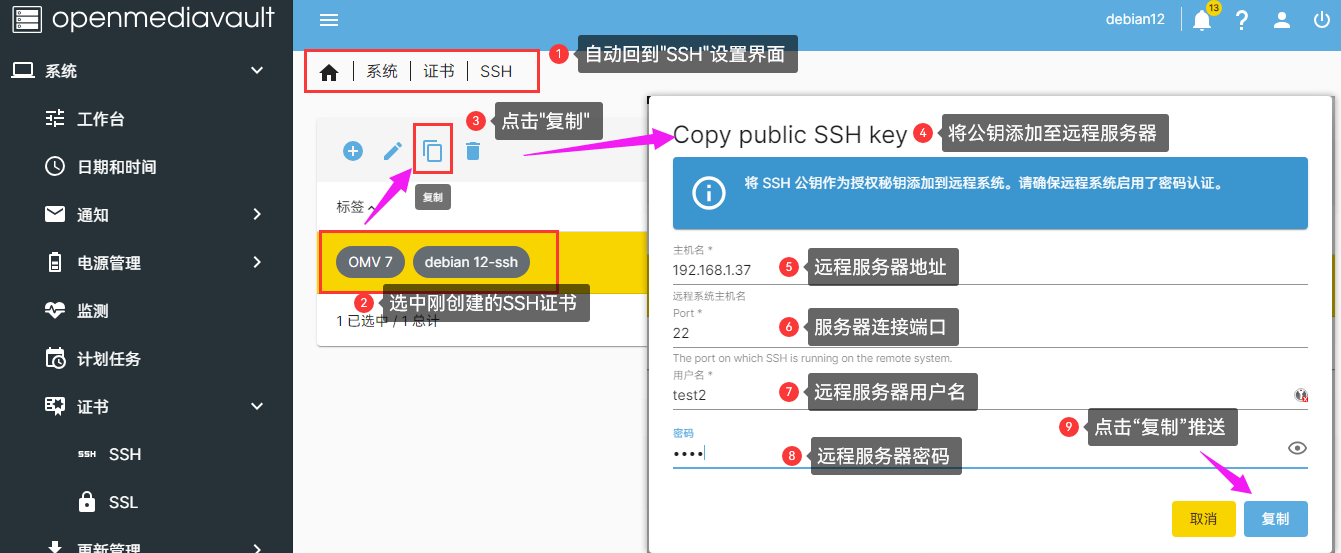 openmediavault
debian12
13
系统
工作台
日期和时间
通知
电源管理
监测
计划任务
证书
SSH SSH
SSL
更新管理
系统 | 证书 | SSH
1 自动回到"SSH"设置界面
3 点击"复制"
复制
标签
OMV 7 debian 12-ssh
2 选中刚创建的SSH证书
1 已选中 / 1 总计
Copy public SSH key
4 将公钥添加至远程服务器
将 SSH 公钥作为授权秘钥添加到远程系统。请确保远程系统启用了密码认证。
主机名 *
192.168.1.37
5 远程服务器地址
远程系统主机名
Port *
22
6 服务器连接端口
The port on which SSH is running on the remote system.
用户名 *
test2
7 远程服务器用户名
密码
••••
8 远程服务器密码
9 点击“复制”推送
取消
复制